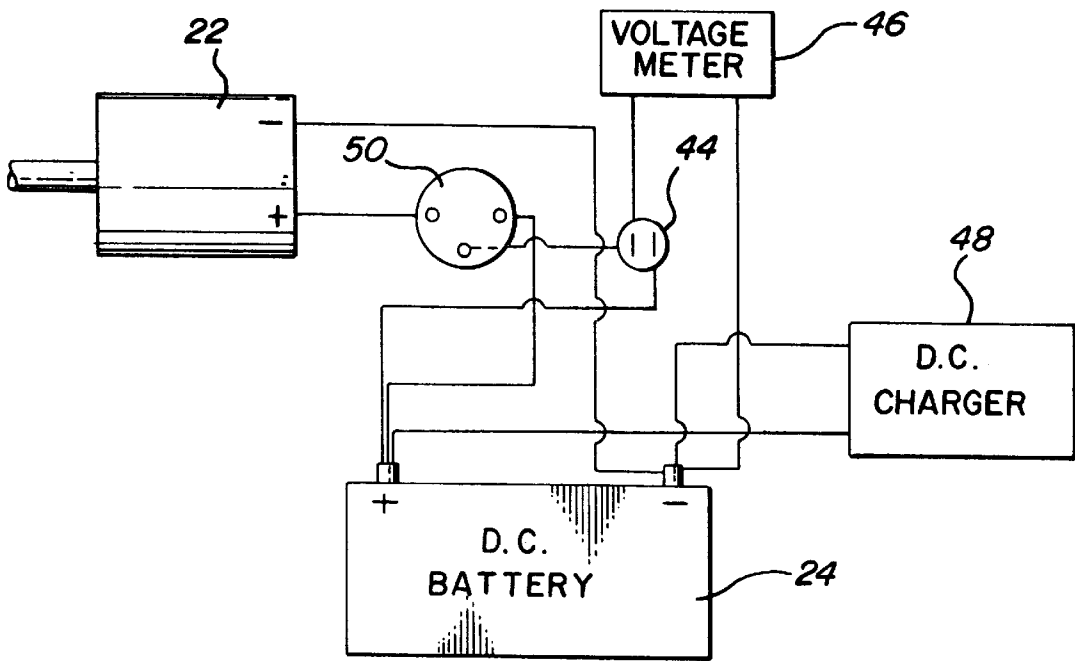 22
VOLTAGE
METER
46
50
44
-
+
48
D.C.
CHARGER
+
-
D.C.
BATTERY
24